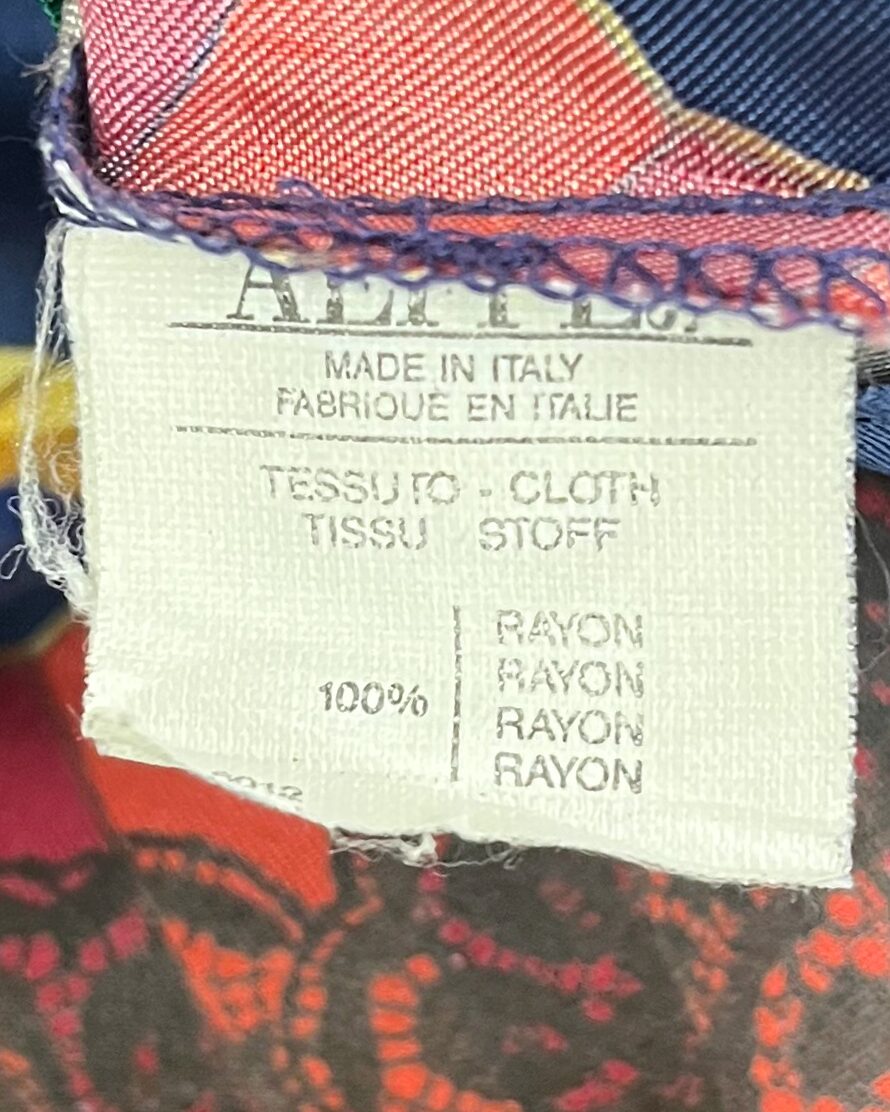 MADE IN ITALY
FABRIQUE EN ITALIE
TESSUTO - CLOTH
TISSU STOFF
100%
RAYON
RAYON
RAYON
RAYON